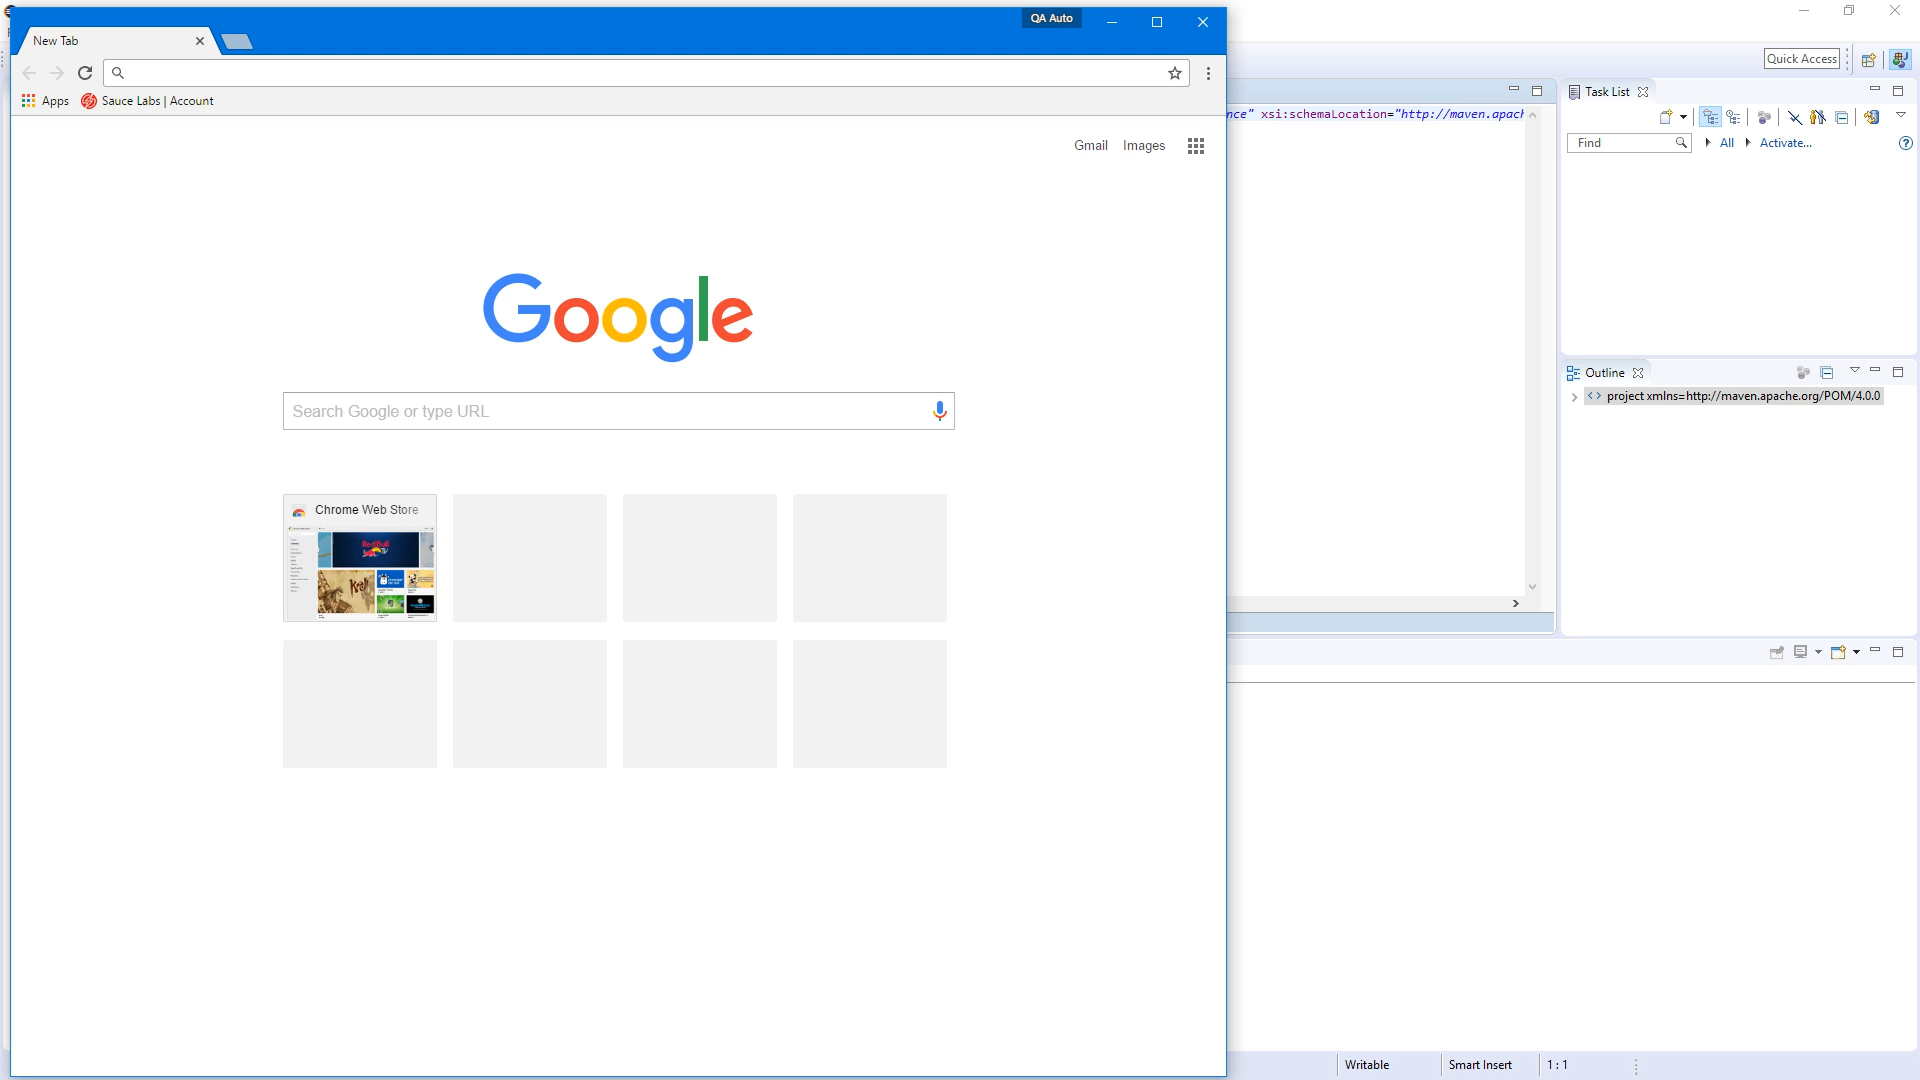 QA Auto
New Tab
Apps
Sauce Labs | Account
Gmail
Images
Google
Search Google or type URL
Chrome Web Store
Quick Access
nce" xsi:schemaLocation="http://maven.apach
Task List
Find
All
Activate...
Outline
project xmlns=http://maven.apache.org/POM/4.0.0
Writable
Smart Insert
1 : 1